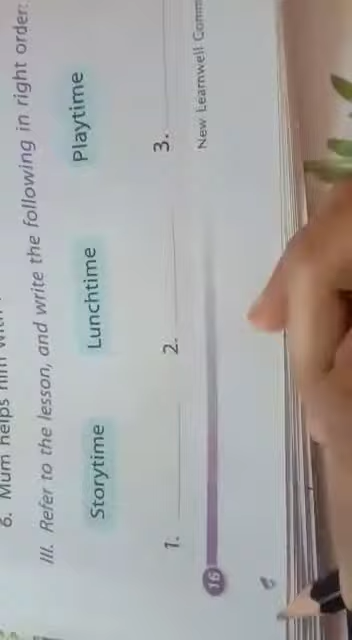 6. Mum helps him with
III. Refer to the lesson, and write the following in right order:
Storytime Lunchtime Playtime
1. 2. 3.
16 New Learnwell